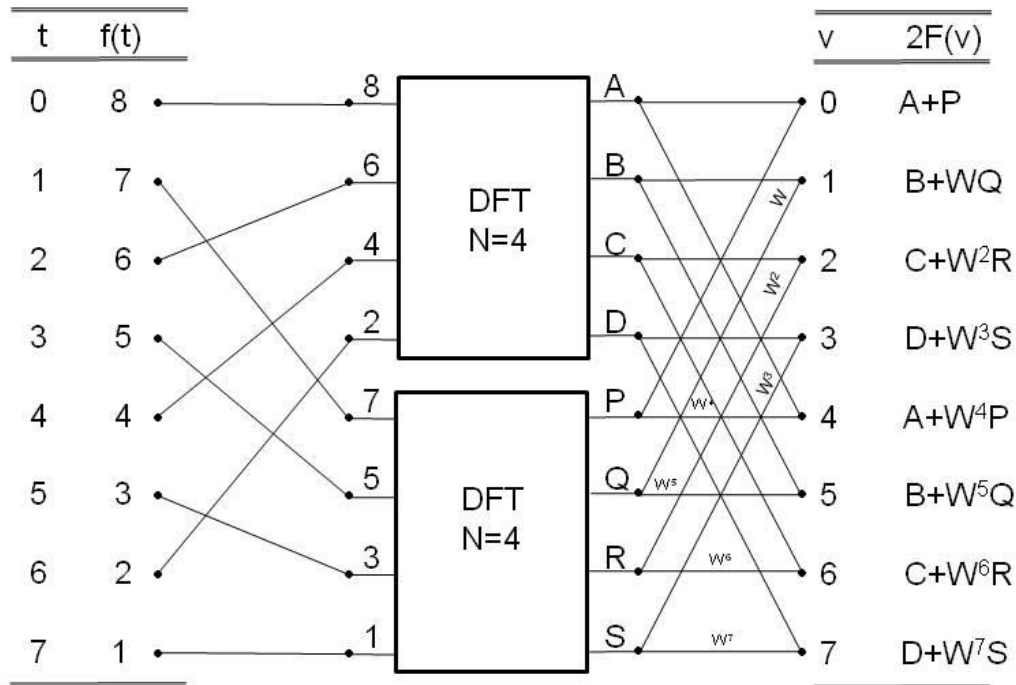 t f(t) v 2F(v)
0 8 8 A 0 A+P
1 7 6 B W 1 B+WQ
DFT
N=4
2 6 4 C W² 2 C+W²R
3 5 2 D W³ 3 D+W³S
4 4 7 P W⁴ 4 A+W⁴P
5 3 5 Q W⁵ 5 B+W⁵Q
DFT
N=4
6 2 3 R W⁶ 6 C+W⁶R
7 1 1 S W⁷ 7 D+W⁷S